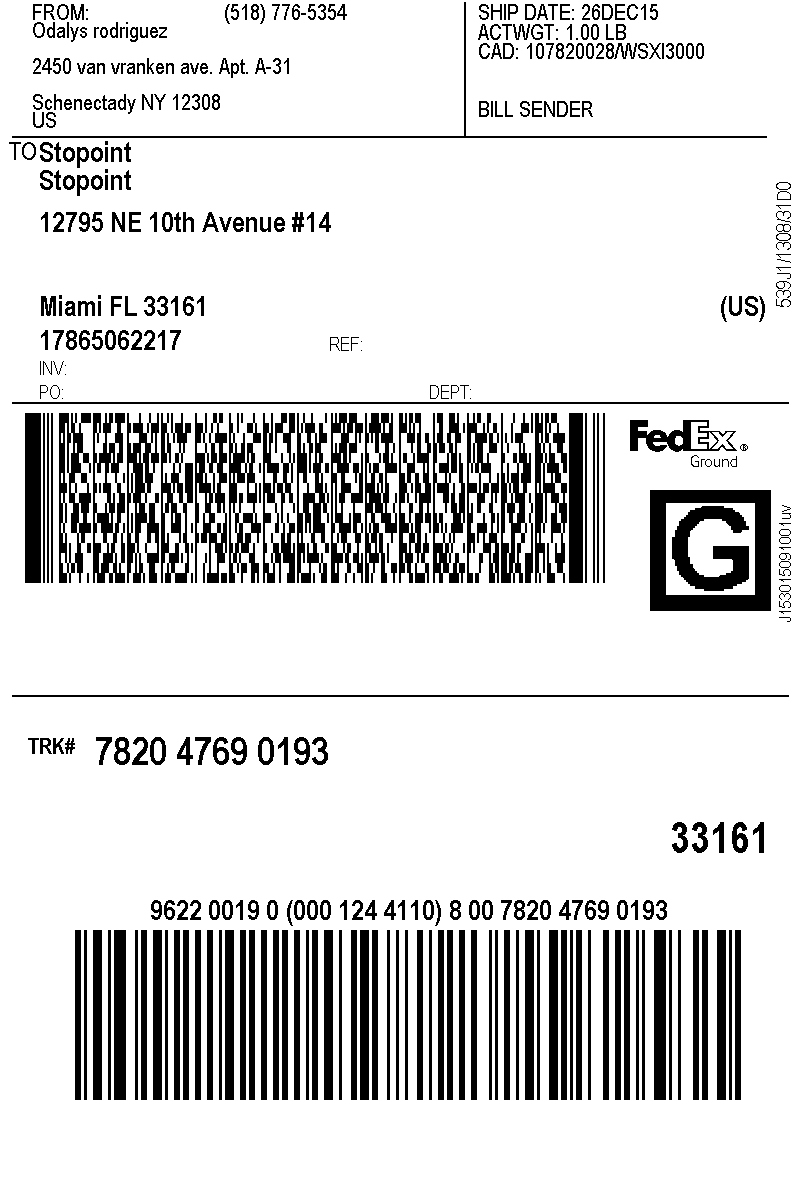 FROM: (518) 776-5354
Odalys rodriguez
2450 van vranken ave. Apt. A-31
Schenectady NY 12308
US
SHIP DATE: 26DEC15
ACTWGT: 1.00 LB
CAD: 107820028/WSXI3000
BILL SENDER
TO Stopoint
Stopoint
12795 NE 10th Avenue #14
Miami FL 33161 (US)
17865062217 REF:
INV:
PO: DEPT:
539J1/1308/31D0
FedEx®
Ground
G
J153015091001uv
TRK# 7820 4769 0193
33161
9622 0019 0 (000 124 4110) 8 00 7820 4769 0193